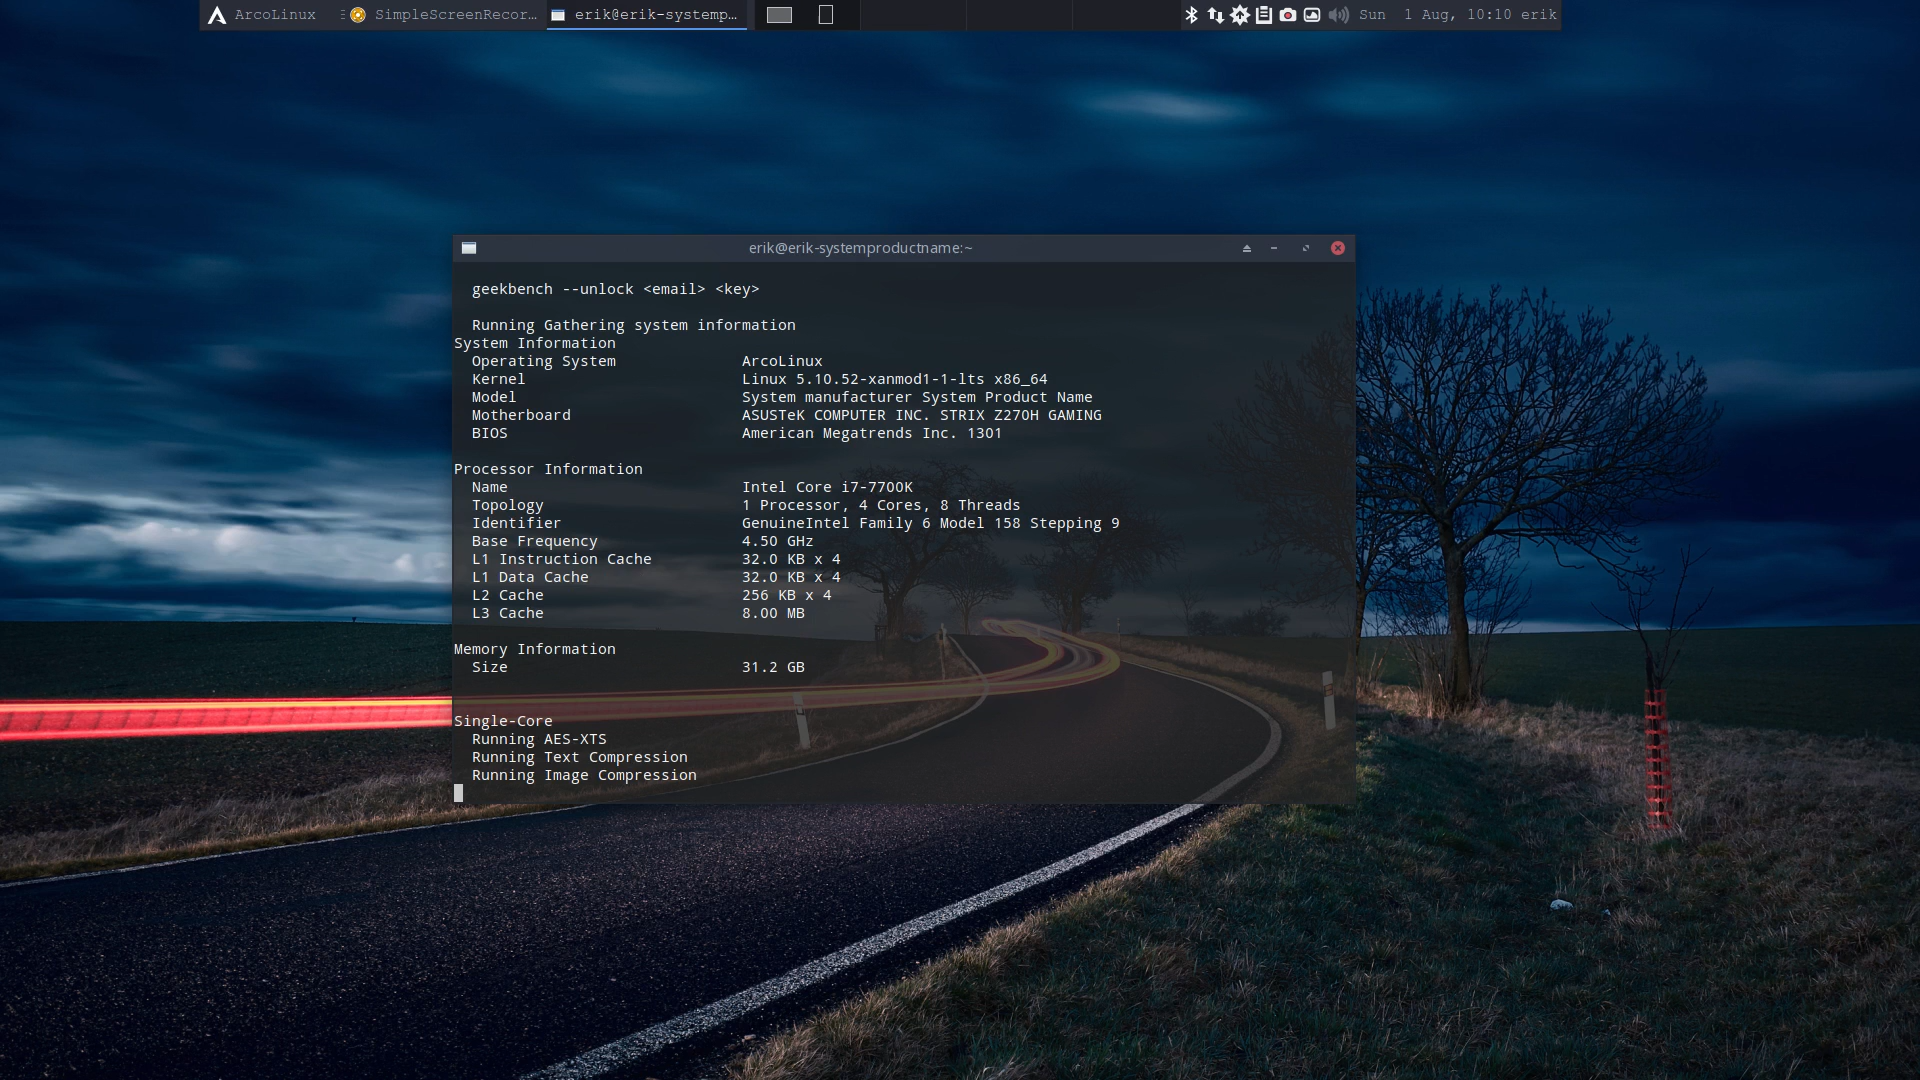 ArcoLinux SimpleScreenRecor... erik@erik-systemp... Sun 1 Aug, 10:10 erik
erik@erik-systemproductname:~
geekbench --unlock <email> <key>
Running Gathering system information
System Information
Operating System ArcoLinux
Kernel Linux 5.10.52-xanmod1-1-lts x86_64
Model System manufacturer System Product Name
Motherboard ASUSTeK COMPUTER INC. STRIX Z270H GAMING
BIOS American Megatrends Inc. 1301
Processor Information
Name Intel Core i7-7700K
Topology 1 Processor, 4 Cores, 8 Threads
Identifier GenuineIntel Family 6 Model 158 Stepping 9
Base Frequency 4.50 GHz
L1 Instruction Cache 32.0 KB x 4
L1 Data Cache 32.0 KB x 4
L2 Cache 256 KB x 4
L3 Cache 8.00 MB
Memory Information
Size 31.2 GB
Single-Core
Running AES-XTS
Running Text Compression
Running Image Compression